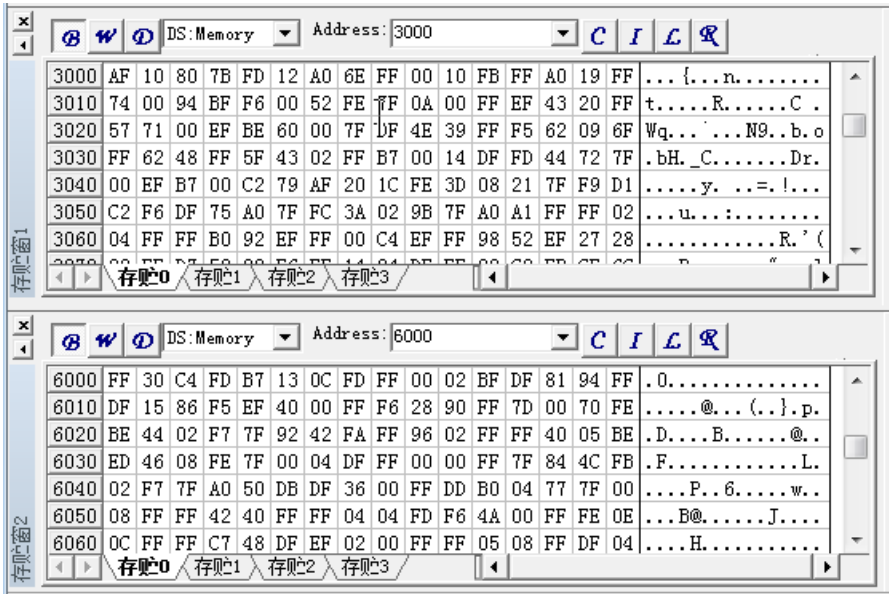 B W D DS:Memory Address: 3000 C I L R
3000 AF 10 80 7B FD 12 A0 6E FF 00 10 FB FF A0 19 FF ... {...n........
3010 74 00 94 BF F6 00 52 FE FF 0A 00 FF EF 43 20 FF t.....R......C .
3020 57 71 00 EF BE 60 00 7F DF 4E 39 FF F5 62 09 6F Wq...`...N9..b.o
3030 FF 62 48 FF 5F 43 02 FF B7 00 14 DF FD 44 72 7F .bH._C.......Dr.
3040 00 EF B7 00 C2 79 AF 20 1C FE 3D 08 21 7F F9 D1 .....y. ..=.!...
3050 C2 F6 DF 75 A0 7F FC 3A 02 9B 7F A0 A1 FF FF 02 ...u...:........
3060 04 FF FF B0 92 EF FF 00 C4 EF FF 98 52 EF 27 28 ............R.'(
存贮0 存贮1 存贮2 存贮3
存贮窗1
B W D DS:Memory Address: 6000 C I L R
6000 FF 30 C4 FD B7 13 0C FD FF 00 02 BF DF 81 94 FF .0..............
6010 DF 15 86 F5 EF 40 00 FF F6 28 90 FF 7D 00 70 FE .....@...(..}.p.
6020 BE 44 02 F7 7F 92 42 FA FF 96 02 FF FF 40 05 BE .D....B......@..
6030 ED 46 08 FE 7F 00 04 DF FF 00 00 FF 7F 84 4C FB .F............L.
6040 02 F7 7F A0 50 DB DF 36 00 FF DD B0 04 77 7F 00 ....P..6.....w..
6050 08 FF FF 42 40 FF FF 04 04 FD F6 4A 00 FF FE 0E ...B@......J....
6060 0C FF FF C7 48 DF EF 02 00 FF FF 05 08 FF DF 04 ....H...........
存贮0 存贮1 存贮2 存贮3
存贮窗2